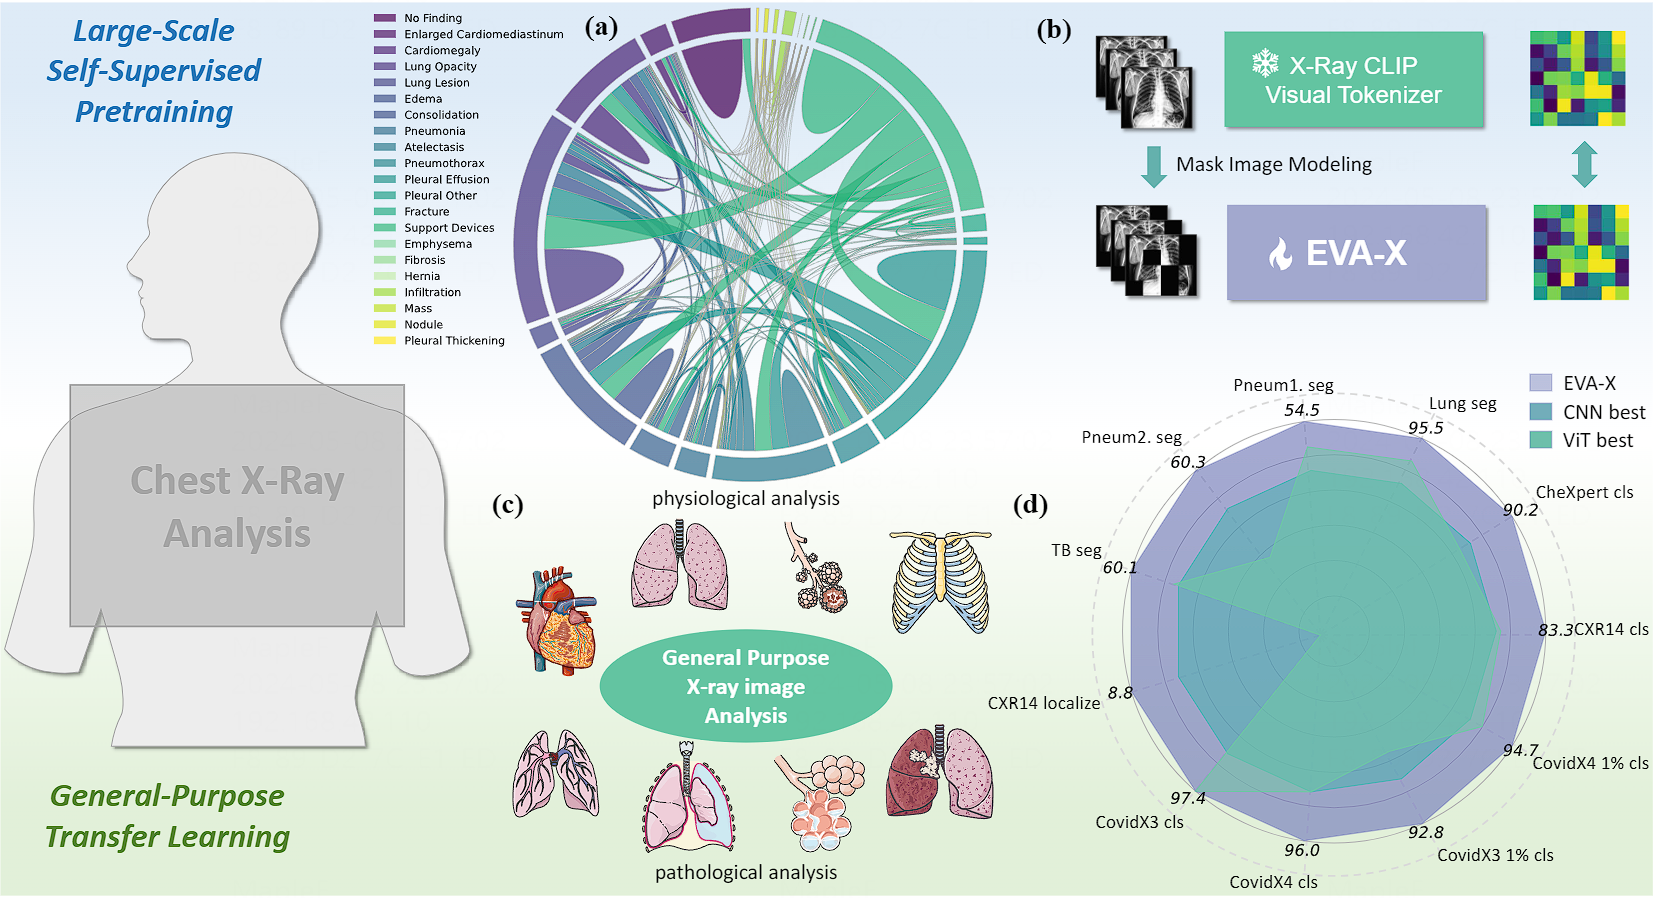 Large-Scale
Self-Supervised
Pretraining
Chest X-Ray
Analysis
General-Purpose
Transfer Learning
No Finding
Enlarged Cardiomediastinum
Cardiomegaly
Lung Opacity
Lung Lesion
Edema
Consolidation
Pneumonia
Atelectasis
Pneumothorax
Pleural Effusion
Pleural Other
Fracture
Support Devices
Emphysema
Fibrosis
Hernia
Infiltration
Mass
Nodule
Pleural Thickening
(a)
(b)
X-Ray CLIP
Visual Tokenizer
Mask Image Modeling
EVA-X
(c)
physiological analysis
General Purpose
X-ray image
Analysis
pathological analysis
(d)
EVA-X
CNN best
ViT best
Pneum1. seg
54.5
Lung seg
95.5
CheXpert cls
90.2
83.3
CXR14 cls
94.7
CovidX4 1% cls
92.8
CovidX3 1% cls
96.0
CovidX4 cls
97.4
CovidX3 cls
8.8
CXR14 localize
TB seg
60.1
Pneum2. seg
60.3